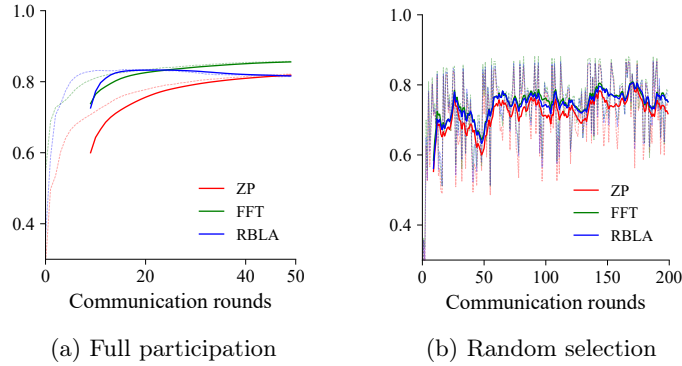 1.0
0.8
0.6
0.4
0
20
40
50
Communication rounds
ZP
FFT
RBLA
(a) Full participation
1.0
0.8
0.6
0.4
0
50
100
150
200
Communication rounds
ZP
FFT
RBLA
(b) Random selection